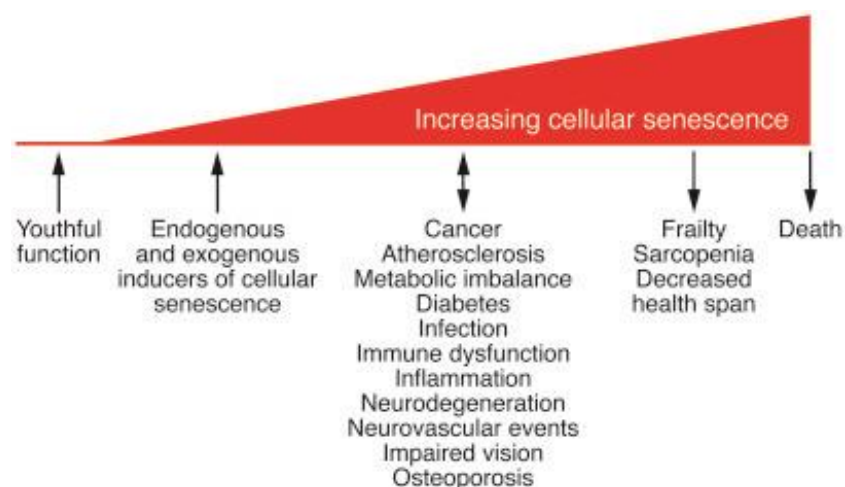 Increasing cellular senescence
Youthful
function
Endogenous
and exogenous
inducers of cellular
senescence
Cancer
Atherosclerosis
Metabolic imbalance
Diabetes
Infection
Immune dysfunction
Inflammation
Neurodegeneration
Neurovascular events
Impaired vision
Osteoporosis
Frailty
Sarcopenia
Decreased
health span
Death